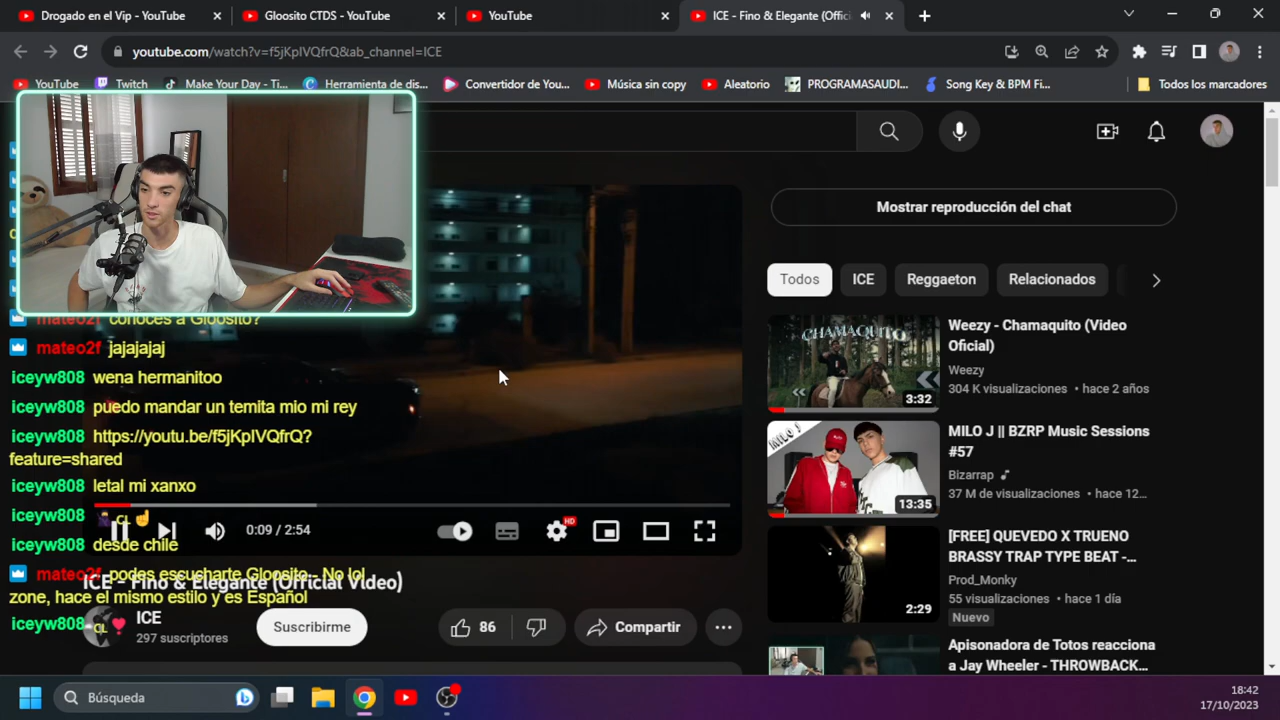 Drogado en el Vip - YouTube
Gloosito CTDS - YouTube
YouTube
ICE - Fino & Elegante (Offici
youtube.com/watch?v=f5jKpIVQfrQ&ab_channel=ICE
YouTube
Twitch
Make Your Day - Ti...
Herramienta de dis...
Convertidor de You...
Música sin copy
Aleatorio
PROGRAMASAUDI...
Song Key & BPM Fi...
Todos los marcadores
mateo2f conoces a Gloosito?
mateo2f jajajajaj
iceyw808 wena hermanitoo
iceyw808 puedo mandar un temita mio mi rey
iceyw808 https://youtu.be/f5jKpIVQfrQ?
feature=shared
iceyw808 letal mi xanxo
iceyw808
iceyw808 desde chile
mateo2f podes escucharte Gloosito - No lol
zone, hace el mismo estilo y es Español
iceyw808
0:09 / 2:54
HD
ICE - Fino & Elegante (Official Video)
ICE
297 suscriptores
Suscribirme
86
Compartir
Mostrar reproducción del chat
Todos
ICE
Reggaeton
Relacionados
CHAMAQUITO
3:32
Weezy - Chamaquito (Video
Oficial)
Weezy
304 K visualizaciones • hace 2 años
MILO J
13:35
MILO J || BZRP Music Sessions
#57
Bizarrap
37 M de visualizaciones • hace 12...
2:29
[FREE] QUEVEDO X TRUENO
BRASSY TRAP TYPE BEAT -...
Prod_Monky
55 visualizaciones • hace 1 día
Nuevo
Apisonadora de Totos reacciona
a Jay Wheeler - THROWBACK...
Búsqueda
18:42
17/10/2023